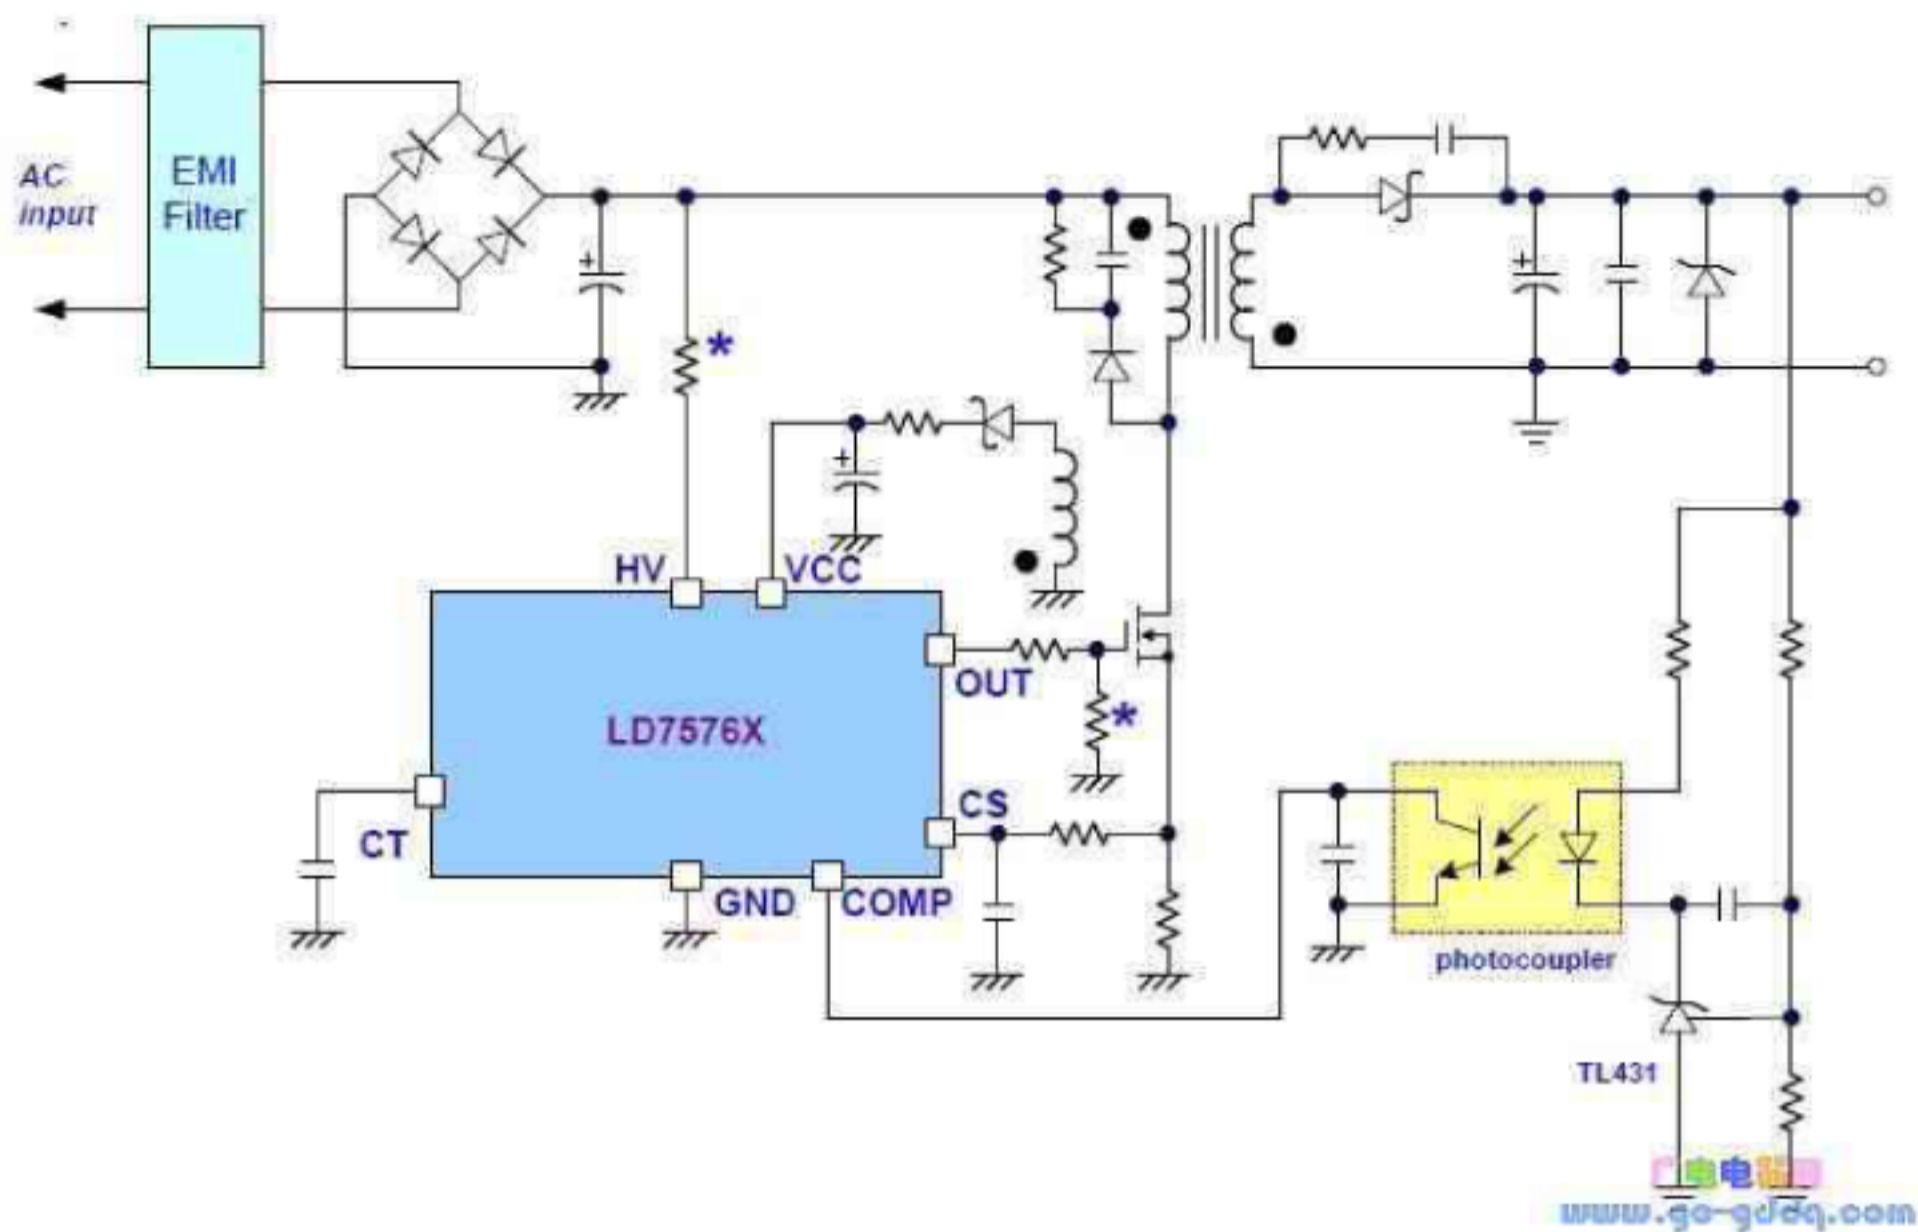 AC
input
EMI
Filter
+
+
*
+
HV
VCC
OUT
*
LD7576X
CS
CT
GND
COMP
photocoupler
TL431
www.go-gddq.com